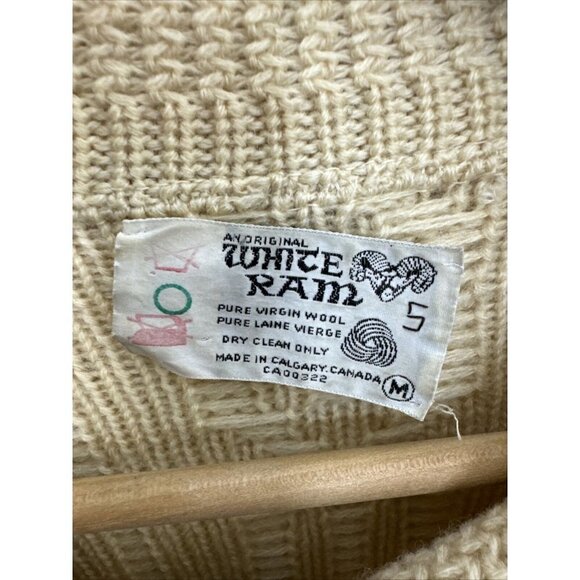 AN ORIGINAL
WHITE
RAM
PURE VIRGIN WOOL
PURE LAINE VIERGE
DRY CLEAN ONLY
MADE IN CALGARY, CANADA
CA00322
M
5